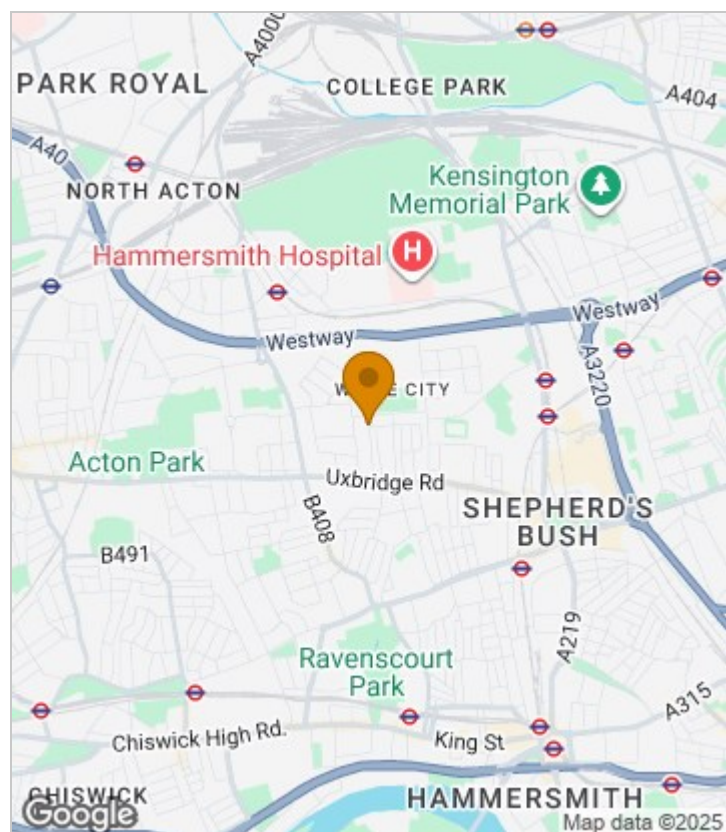 A4000
PARK ROYAL
COLLEGE PARK
A404
A40
NORTH ACTON
Kensington
Memorial Park
Hammersmith Hospital
H
Westway
Westway
A3220
CITY
Acton Park
Uxbridge Rd
SHEPHERD'S
BUSH
B408
B491
A219
Ravenscourt
Park
A315
Chiswick High Rd.
King St
CHISWICK
HAMMERSMITH
Google
Map data ©2025